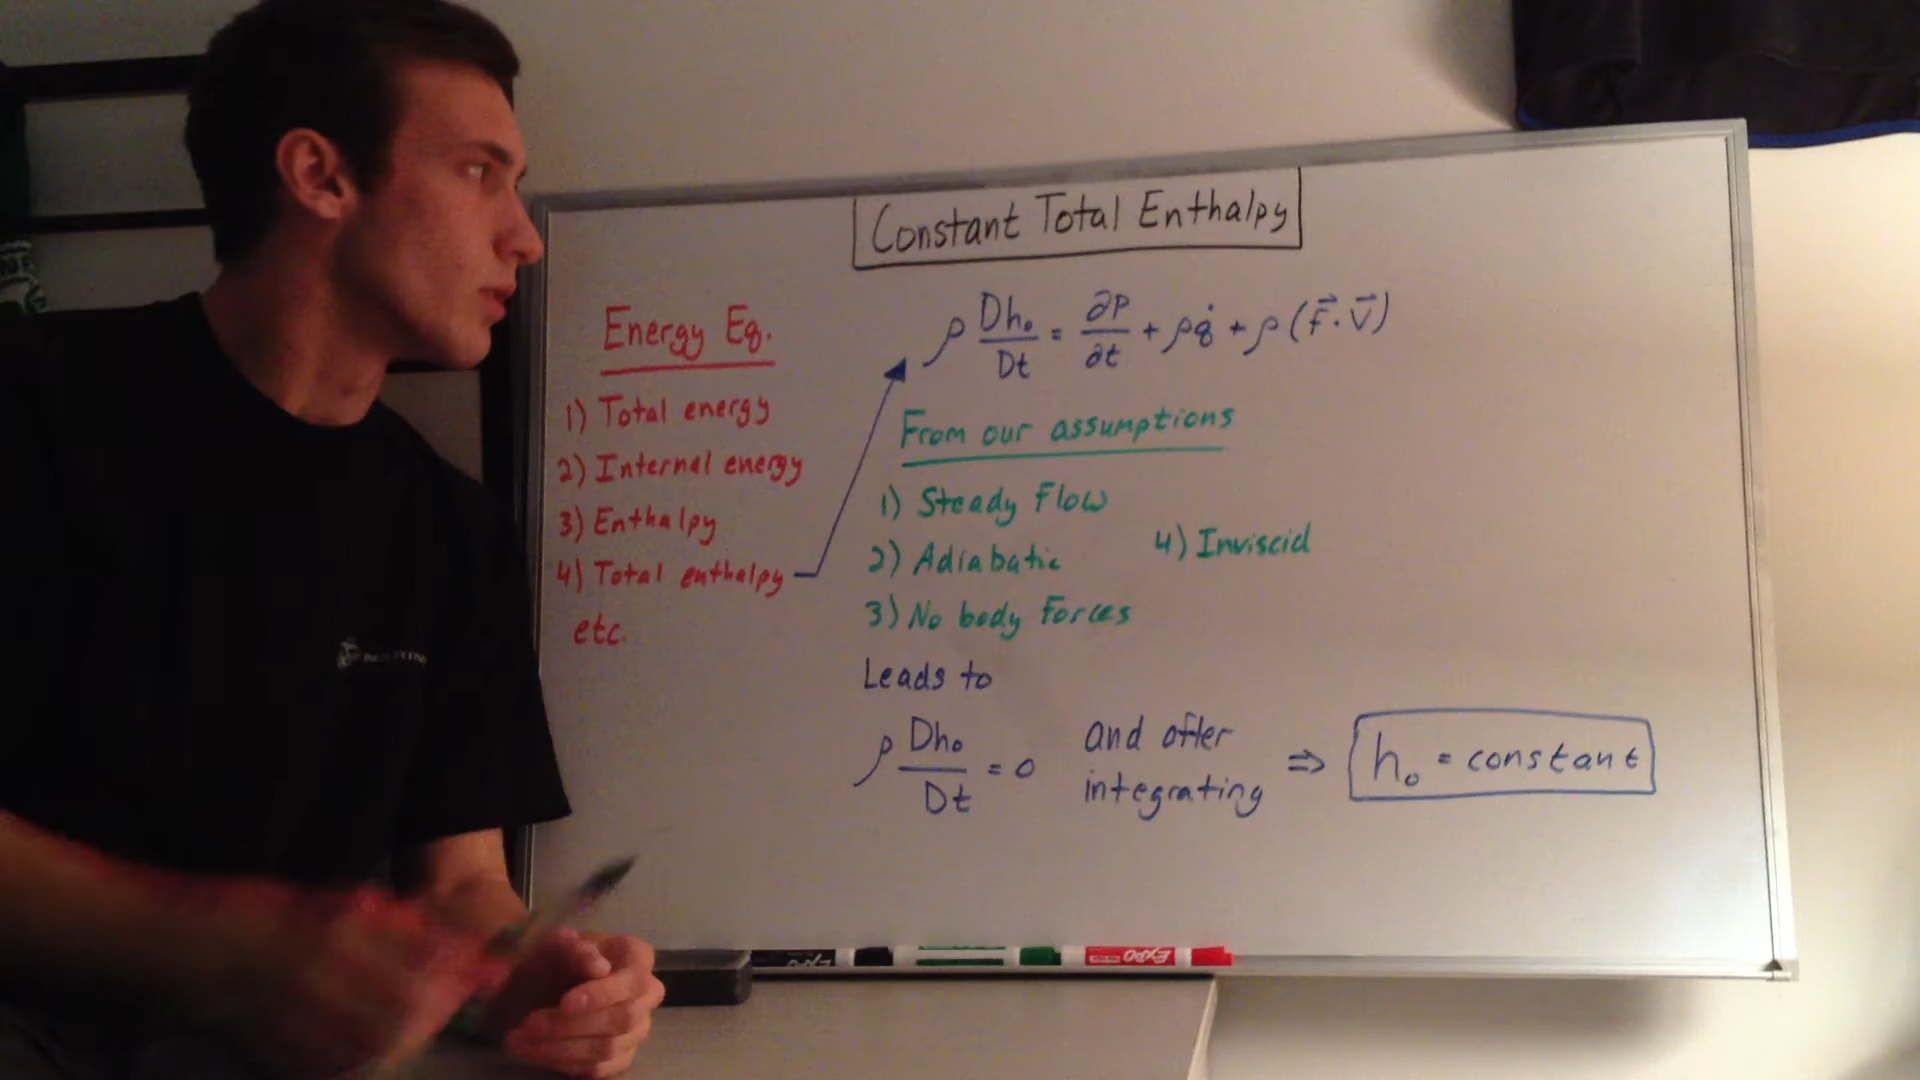 Constant Total Enthalpy
Energy Eq.
1) Total energy
2) Internal energy
3) Enthalpy
4) Total enthalpy
etc.
ρ Dh₀/Dt = ∂P/∂t + ρq̇ + ρ(f⃗·V⃗)
From our assumptions
1) Steady Flow
2) Adiabatic
3) No body Forces
4) Inviscid
Leads to
ρ Dh₀/Dt = 0
and after
integrating
⇒ h₀ = constant
EXPO